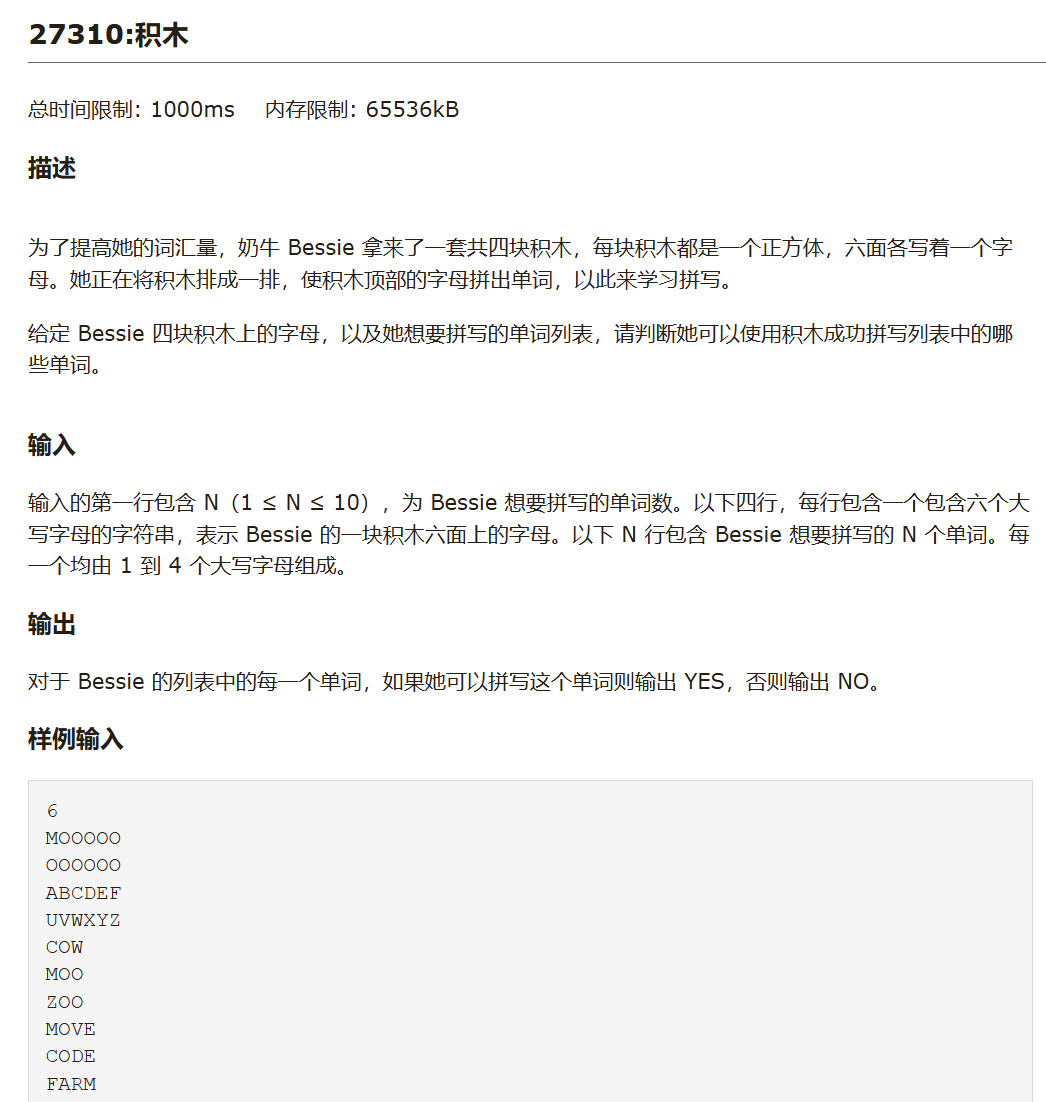 27310:积木
总时间限制: 1000ms 内存限制: 65536kB
描述
为了提高她的词汇量，奶牛 Bessie 拿来了一套共四块积木，每块积木都是一个正方体，六面各写着一个字
母。她正在将积木排成一排，使积木顶部的字母拼出单词，以此来学习拼写。
给定 Bessie 四块积木上的字母，以及她想要拼写的单词列表，请判断她可以使用积木成功拼写列表中的哪
些单词。
输入
输入的第一行包含 N（1 ≤ N ≤ 10），为 Bessie 想要拼写的单词数。以下四行，每行包含一个包含六个大
写字母的字符串，表示 Bessie 的一块积木六面上的字母。以下 N 行包含 Bessie 想要拼写的 N 个单词。每
一个均由 1 到 4 个大写字母组成。
输出
对于 Bessie 的列表中的每一个单词，如果她可以拼写这个单词则输出 YES，否则输出 NO。
样例输入
6
MOOOOO
OOOOOO
ABCDEF
UVWXYZ
COW
MOO
ZOO
MOVE
CODE
FARM